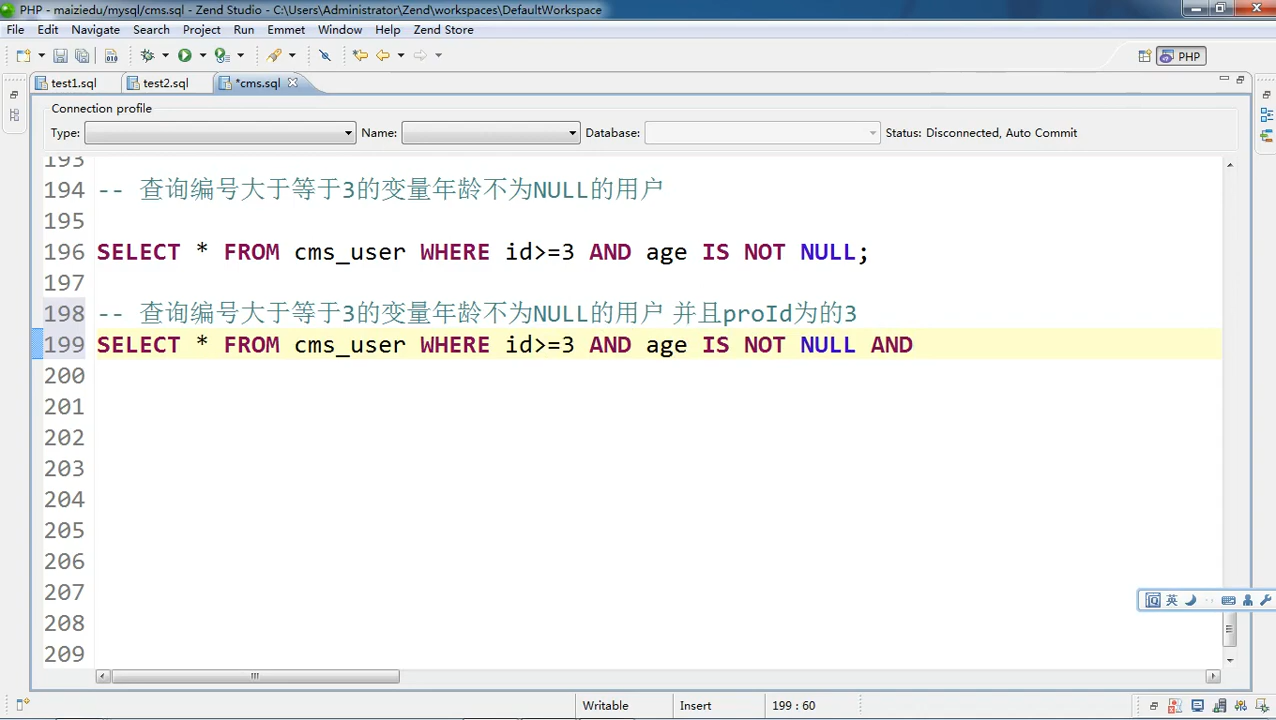 PHP - maiziedu/mysql/cms.sql - Zend Studio - C:\Users\Administrator\Zend\workspaces\DefaultWorkspace
File Edit Navigate Search Project Run Emmet Window Help Zend Store
PHP
test1.sql test2.sql *cms.sql
Connection profile
Type: Name: Database: Status: Disconnected, Auto Commit
193
194 -- 查询编号大于等于3的变量年龄不为NULL的用户
195
196 SELECT * FROM cms_user WHERE id>=3 AND age IS NOT NULL;
197
198 -- 查询编号大于等于3的变量年龄不为NULL的用户 并且proId为的3
199 SELECT * FROM cms_user WHERE id>=3 AND age IS NOT NULL AND
200
201
202
203
204
205
206
207
208
209
英
Writable Insert 199 : 60